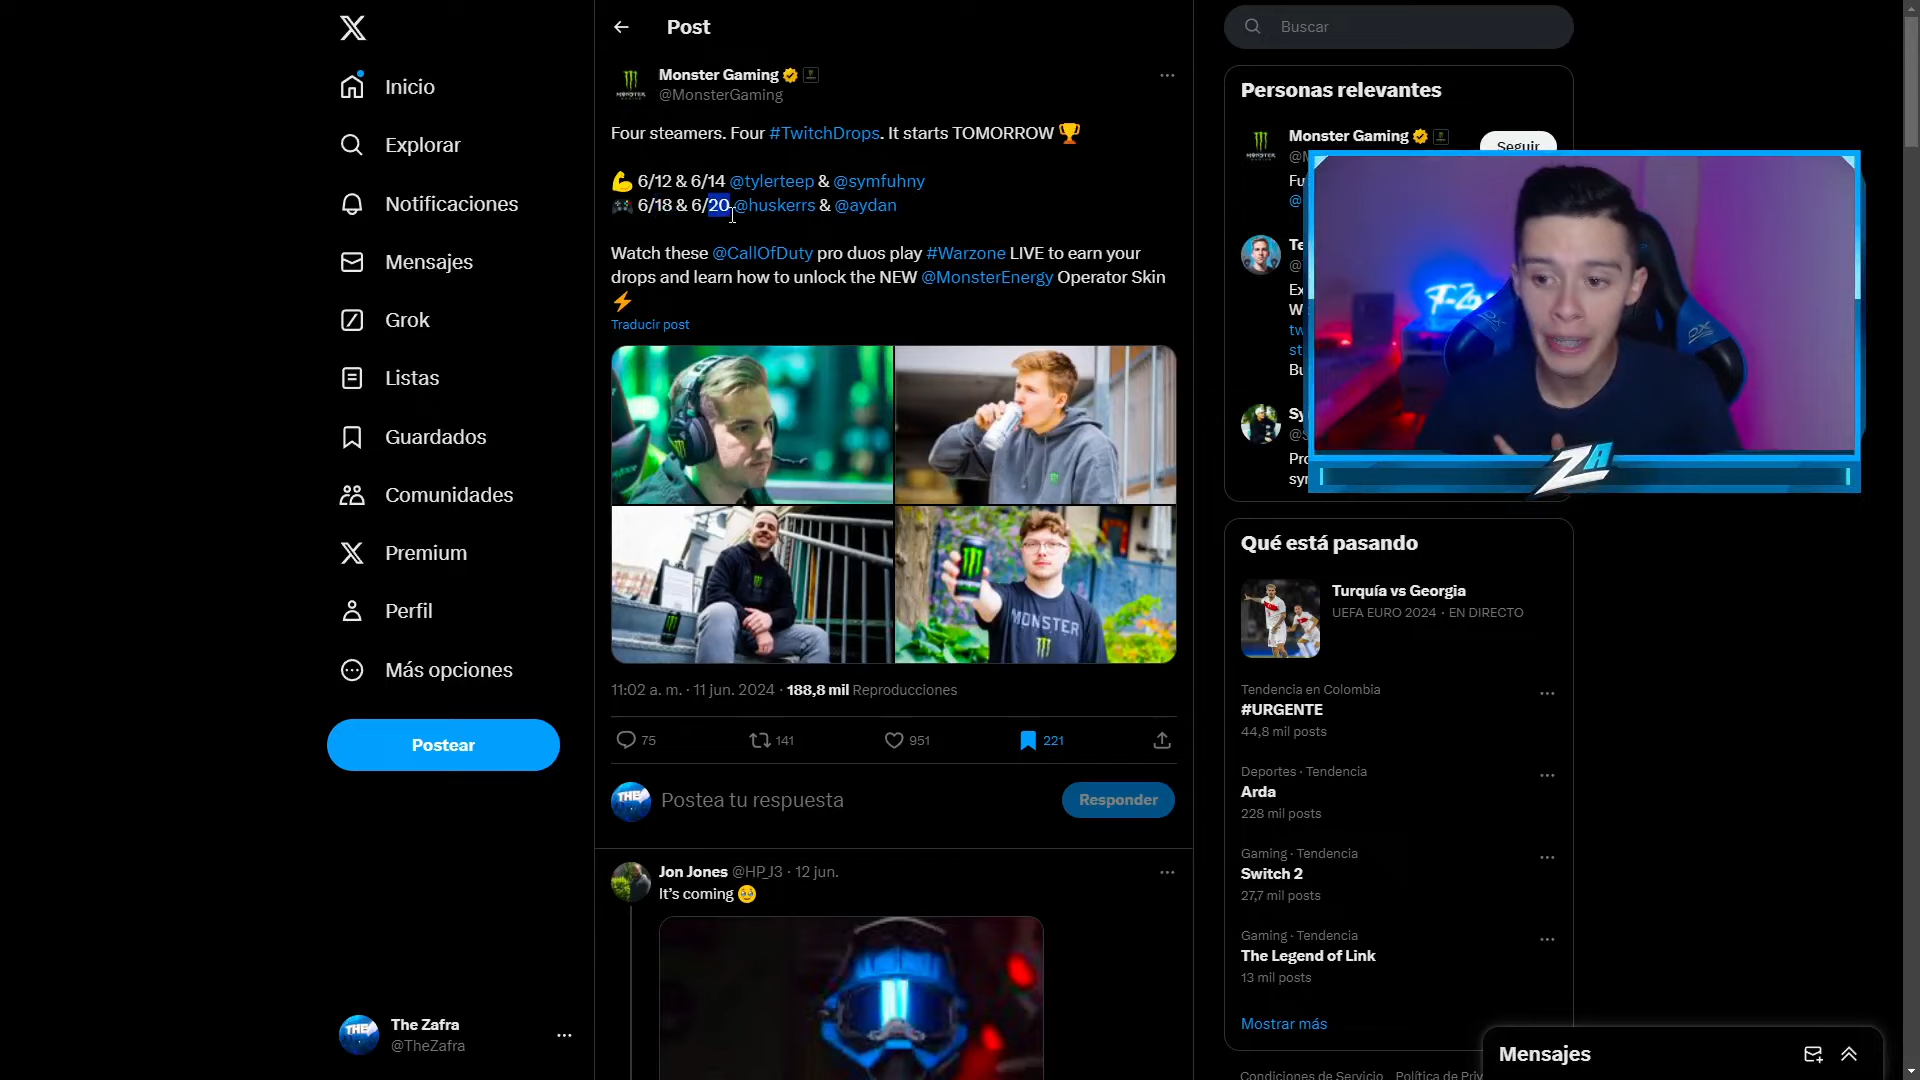 Inicio
Explorar
Notificaciones
Mensajes
Grok
Listas
Guardados
Comunidades
Premium
Perfil
Más opciones
Postear
The Zafra
@TheZafra
Post
Monster Gaming
@MonsterGaming
Four steamers. Four #TwitchDrops. It starts TOMORROW 🏆
💪 6/12 & 6/14 @tylerteep & @symfuhny
🎮 6/18 & 6/20 @huskerrs & @aydan
Watch these @CallOfDuty pro duos play #Warzone LIVE to earn your
drops and learn how to unlock the NEW @MonsterEnergy Operator Skin
⚡
Traducir post
MONSTER
11:02 a. m. · 11 jun. 2024 · 188,8 mil Reproducciones
75
141
951
221
THE
Postea tu respuesta
Responder
Jon Jones @HPJ3 · 12 jun.
It's coming 🥹
Buscar
Personas relevantes
Monster Gaming
Seguir
Qué está pasando
Turquía vs Georgia
UEFA EURO 2024 · EN DIRECTO
Tendencia en Colombia
#URGENTE
44,8 mil posts
Deportes · Tendencia
Arda
228 mil posts
Gaming · Tendencia
Switch 2
27,7 mil posts
Gaming · Tendencia
The Legend of Link
13 mil posts
Mostrar más
Condiciones de Servicio
Mensajes
ZA